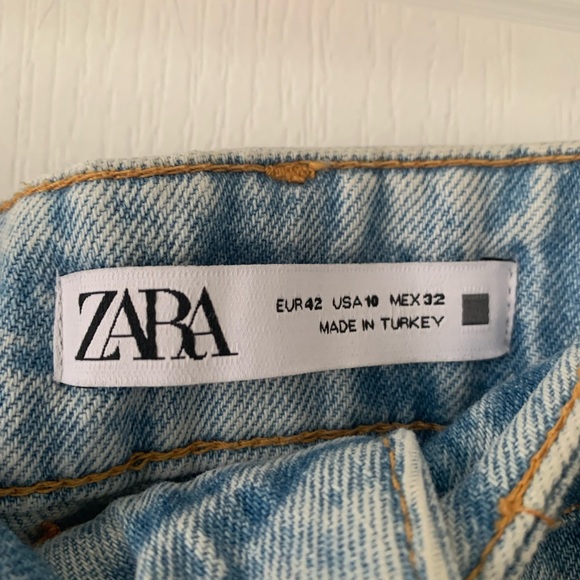 ZARA
EUR 42 USA 10 MEX 32
MADE IN TURKEY